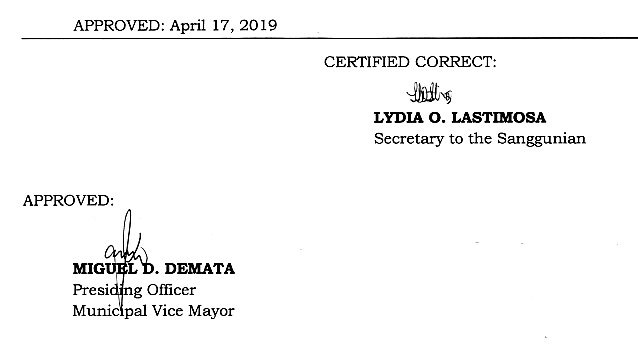 APPROVED: April 17, 2019
CERTIFIED CORRECT:
LYDIA O. LASTIMOSA
Secretary to the Sanggunian
APPROVED:
MIGUEL D. DEMATA
Presiding Officer
Municipal Vice Mayor